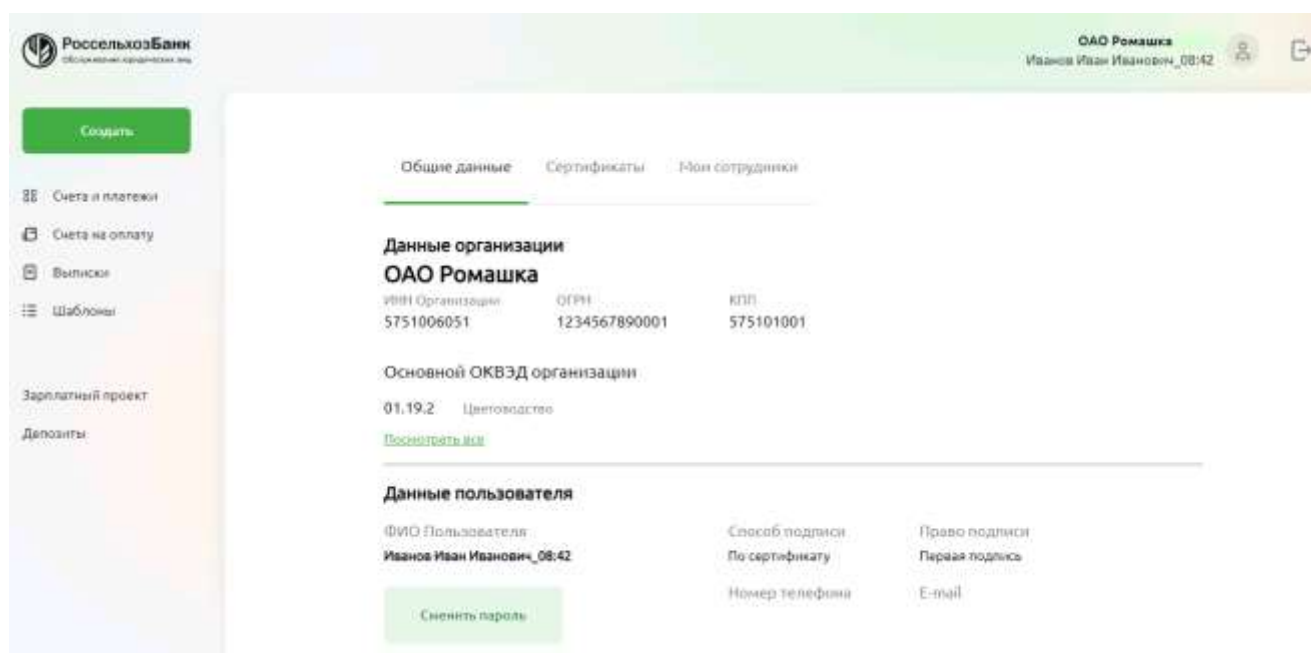 РоссельхозБанк
Обслуживание юридических лиц
ОАО Ромашка
Иванов Иван Иванович_08:42
Создать
Счета и платежи
Счета на оплату
Выписки
Шаблоны
Зарплатный проект
Депозиты
Общие данные Сертификаты Мои сотрудники
Данные организации
ОАО Ромашка
ИНН Организации ОГРН КПП
5751006051 1234567890001 575101001
Основной ОКВЭД организации
01.19.2 Цветоводство
Посмотреть все
Данные пользователя
ФИО Пользователя Способ подписи Право подписи
Иванов Иван Иванович_08:42 По сертификату Первая подпись
Номер телефона E-mail
Сменить пароль